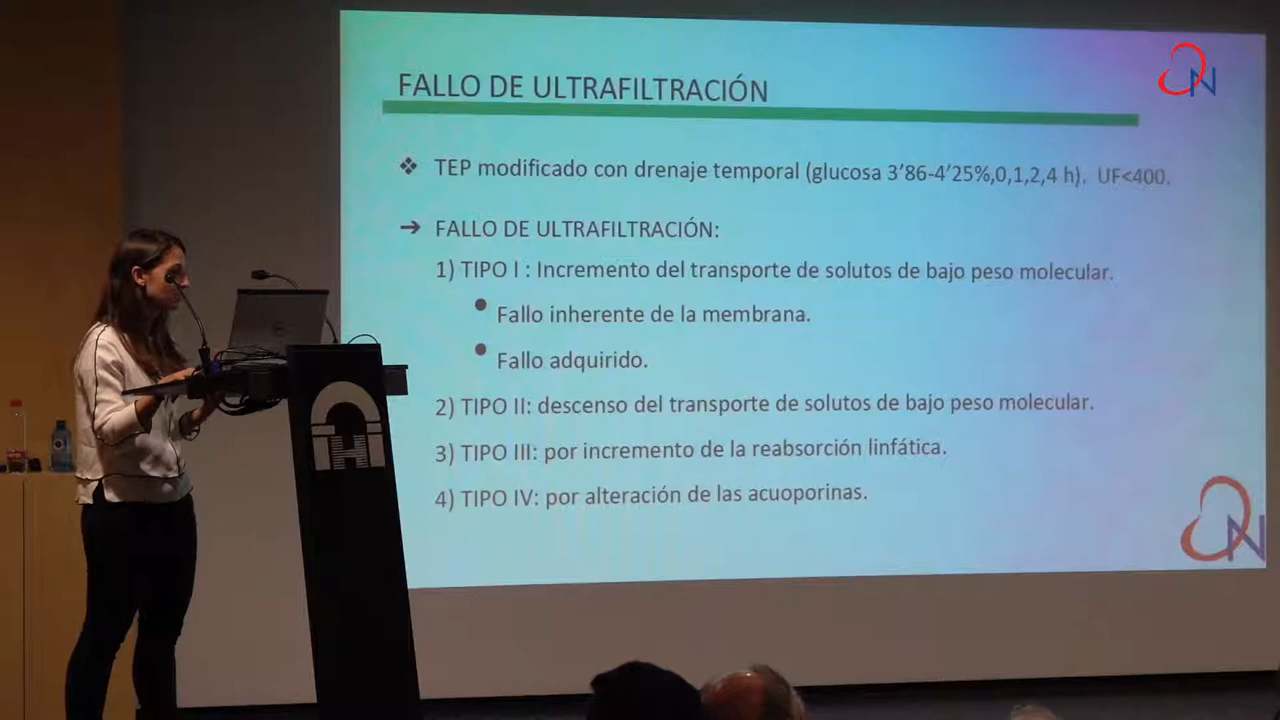 FALLO DE ULTRAFILTRACIÓN
❖ TEP modificado con drenaje temporal (glucosa 3’86-4’25%,0,1,2,4 h). UF<400.
➔ FALLO DE ULTRAFILTRACIÓN:
1) TIPO I : Incremento del transporte de solutos de bajo peso molecular.
• Fallo inherente de la membrana.
• Fallo adquirido.
2) TIPO II: descenso del transporte de solutos de bajo peso molecular.
3) TIPO III: por incremento de la reabsorción linfática.
4) TIPO IV: por alteración de las acuoporinas.
N
N
H